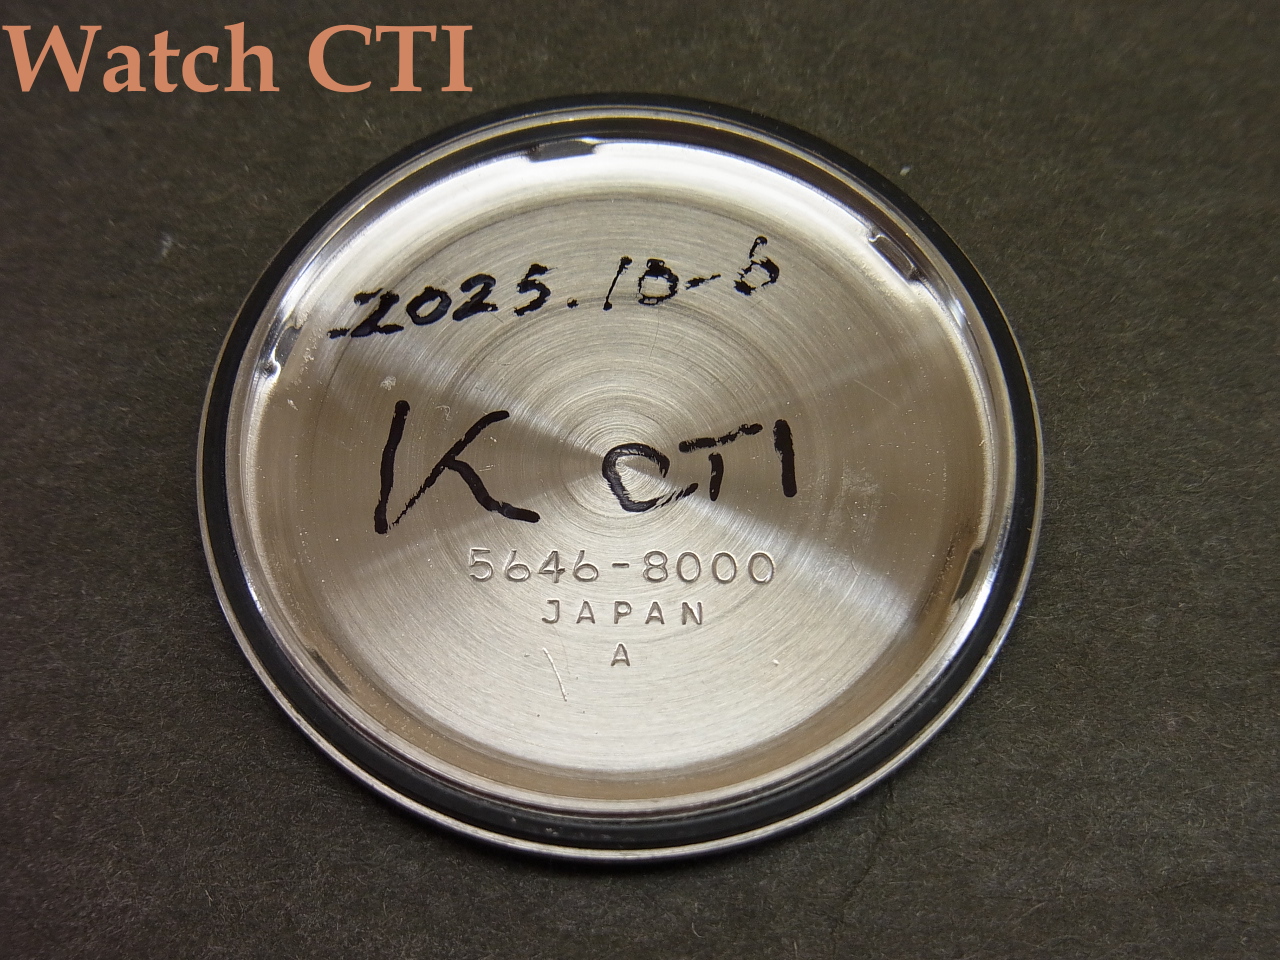 Watch CTI
2025.10-6
K CTI
5646-8000
JAPAN
A